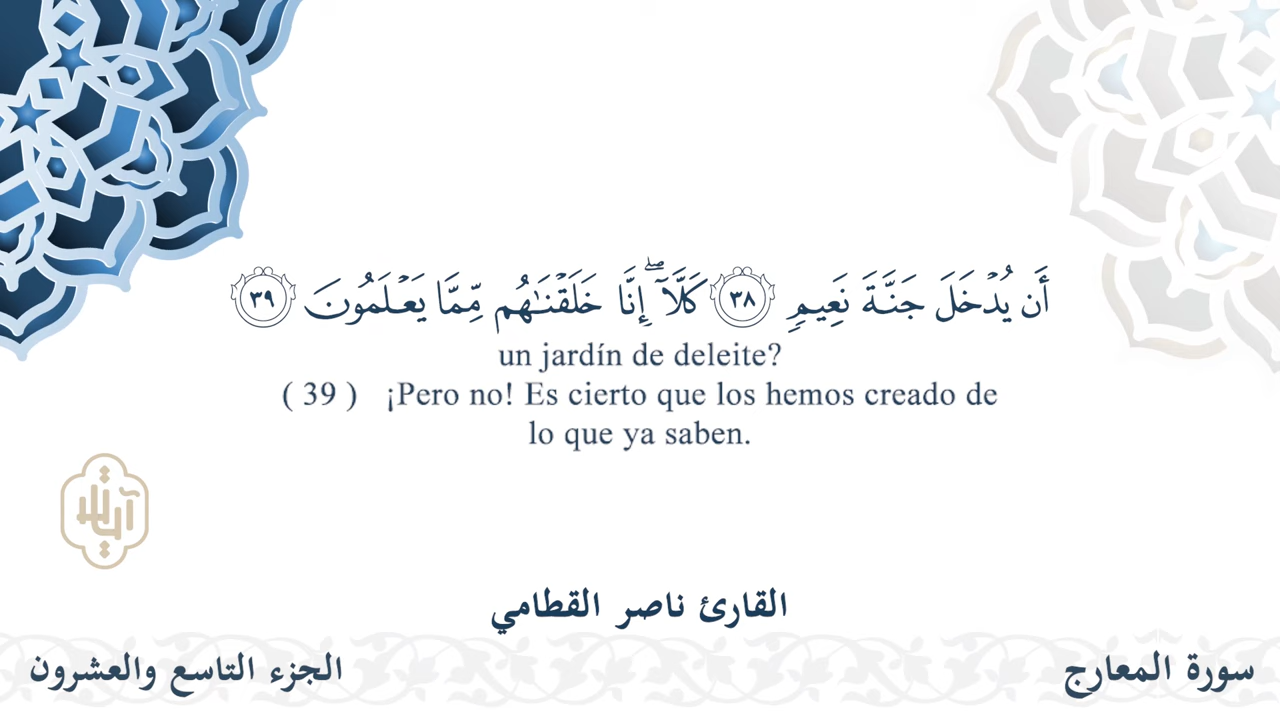 أَن يُدْخَلَ جَنَّةَ نَعِيمٍ ٣٨ كَلَّآ ۖ إِنَّا خَلَقْنَـٰهُم مِّمَّا يَعْلَمُونَ ٣٩
un jardín de deleite?
( 39 ) ¡Pero no! Es cierto que los hemos creado de
lo que ya saben.
القارئ ناصر القطامي
سورة المعارج
الجزء التاسع والعشرون